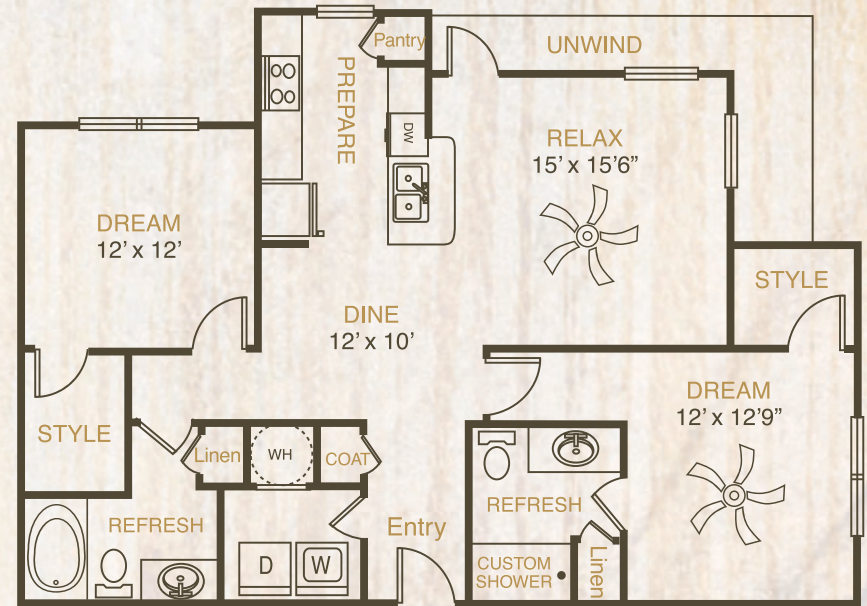 Pantry
UNWIND
PREPARE
DW
RELAX
15’ x 15’6”
DREAM
12’ x 12’
STYLE
DINE
12’ x 10’
DREAM
12’ x 12’9”
STYLE
Linen
WH
COAT
REFRESH
Entry
REFRESH
D
W
CUSTOM
SHOWER
Linen